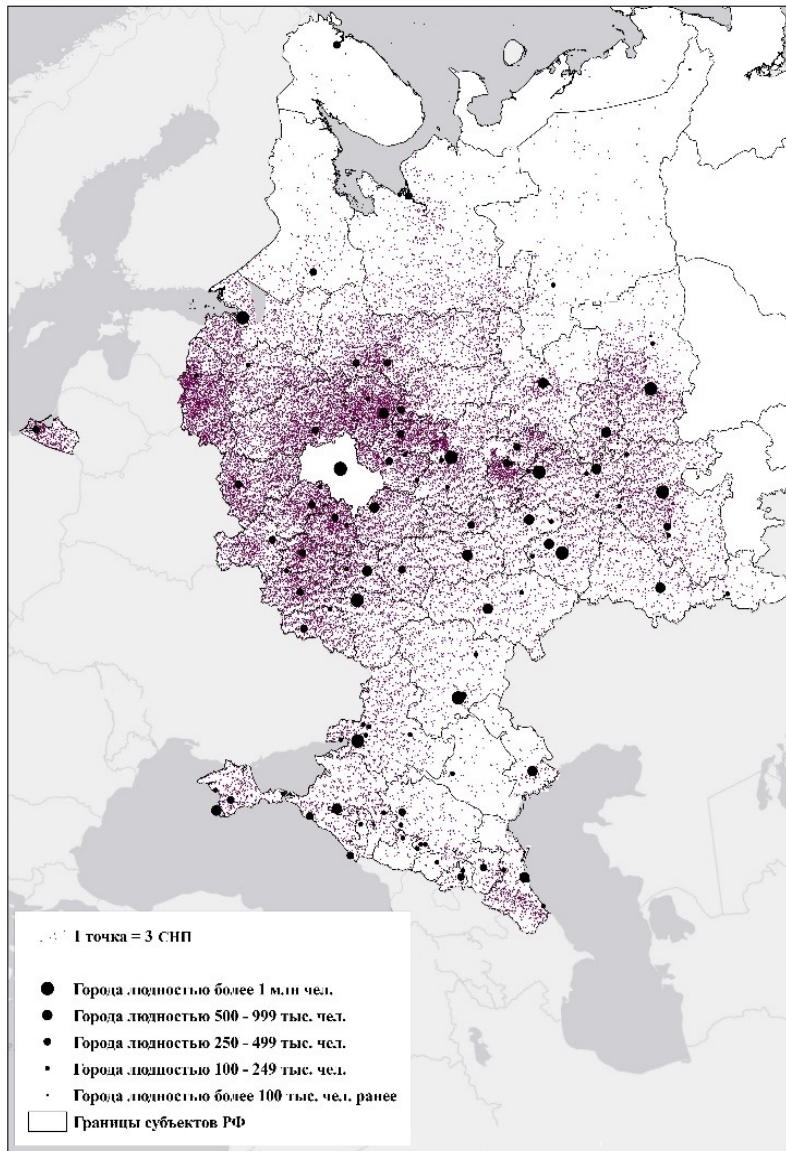 1 точка = 3 СНП
Города людностью более 1 млн чел.
Города людностью 500 - 999 тыс. чел.
Города людностью 250 - 499 тыс. чел.
Города людностью 100 - 249 тыс. чел.
Города людностью более 100 тыс. чел. ранее
Границы субъектов РФ